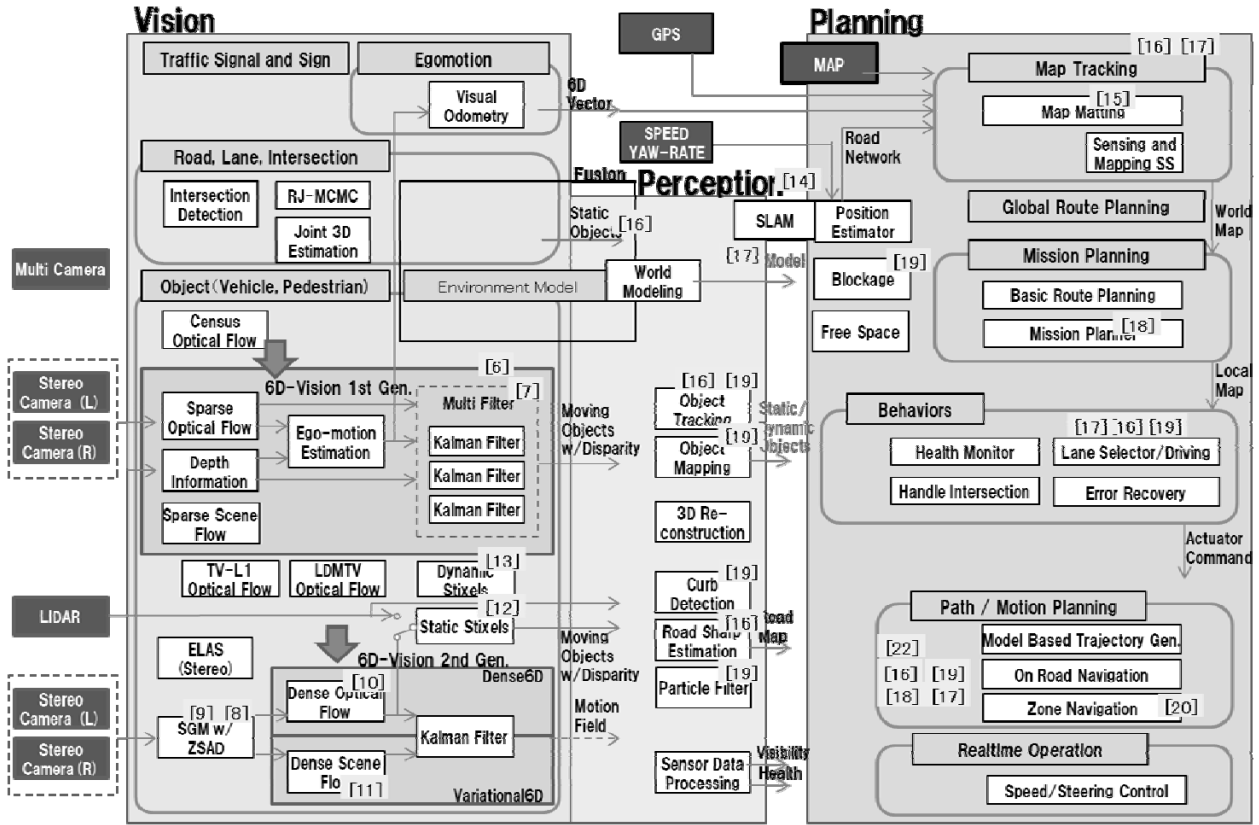 Vision
Traffic Signal and Sign
Egomotion
Visual
Odometry
6D
Vector
Road, Lane, Intersection
Intersection
Detection
RJ-MCMC
Joint 3D
Estimation
Multi Camera
Object(Vehicle, Pedestrian)
Environment Model
Census
Optical Flow
Stereo
Camera (L)
Stereo
Camera (R)
6D-Vision 1st Gen.
[6]
[7]
Multi Filter
Sparse
Optical Flow
Ego-motion
Estimation
Depth
Information
Kalman Filter
Kalman Filter
Kalman Filter
Sparse Scene
Flow
TV-L1
Optical Flow
LDMTV
Optical Flow
[13]
Dynamic
Stixels
LIDAR
[12]
Static Stixels
ELAS
(Stereo)
6D-Vision 2nd Gen.
Dense6D
[10]
Dense Optical
Flow
Stereo
Camera (L)
Stereo
Camera (R)
[9] [8]
SGM w/
ZSAD
Kalman Filter
Dense Scene
Flow
[11]
Variational6D
GPS
SPEED
YAW-RATE
Fusion
Perception
[14]
Static
Objects
[16]
SLAM
[17]
Model
World
Modeling
Moving
Objects
w/Disparity
[16] [19]
Object
Tracking
[19]
Object
Mapping
Static/
Dynamic
Objects
3D Re-
construction
[19]
Curb
Detection
[16]
Road Sharp
Estimation
Road
Map
Moving
Objects
w/Disparity
[19]
Particle Filter
Motion
Field
Sensor Data
Processing
Visibility
Health
Planning
MAP
[16] [17]
Map Tracking
[15]
Map Matting
Sensing and
Mapping SS
Road
Network
Position
Estimator
Global Route Planning
World
Map
[19]
Blockage
Free Space
Mission Planning
Basic Route Planning
[18]
Mission Planner
Local
Map
Behaviors
[17] [16] [19]
Health Monitor
Lane Selector/Driving
Handle Intersection
Error Recovery
Actuator
Command
Path / Motion Planning
[22]
Model Based Trajectory Gen.
[16] [19]
On Road Navigation
[18] [17]
Zone Navigation
[20]
Realtime Operation
Speed/Steering Control